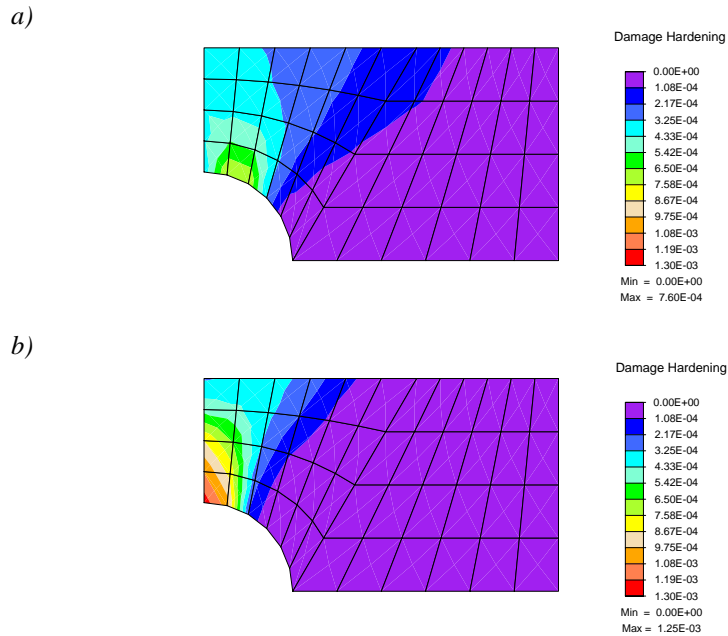 a)
Damage Hardening
0.00E+00
1.08E-04
2.17E-04
3.25E-04
4.33E-04
5.42E-04
6.50E-04
7.58E-04
8.67E-04
9.75E-04
1.08E-03
1.19E-03
1.30E-03
Min = 0.00E+00
Max = 7.60E-04
b)
Damage Hardening
0.00E+00
1.08E-04
2.17E-04
3.25E-04
4.33E-04
5.42E-04
6.50E-04
7.58E-04
8.67E-04
9.75E-04
1.08E-03
1.19E-03
1.30E-03
Min = 0.00E+00
Max = 1.25E-03